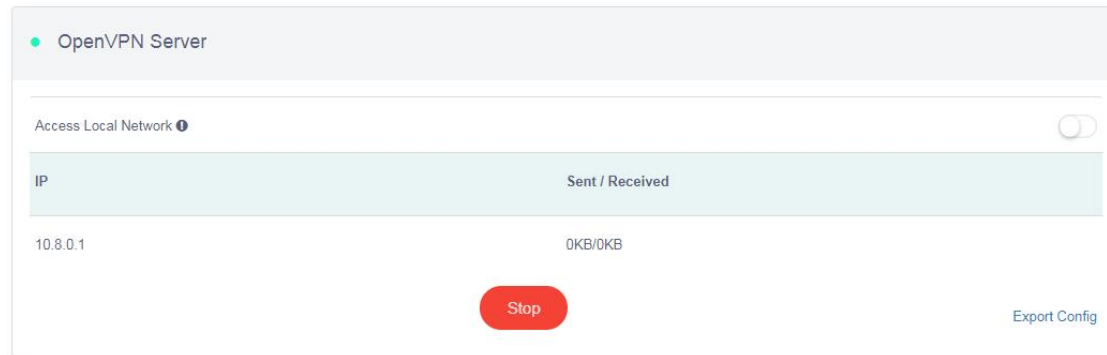 OpenVPN Server
Access Local Network
IP Sent / Received
10.8.0.1 0KB/0KB
Stop
Export Config